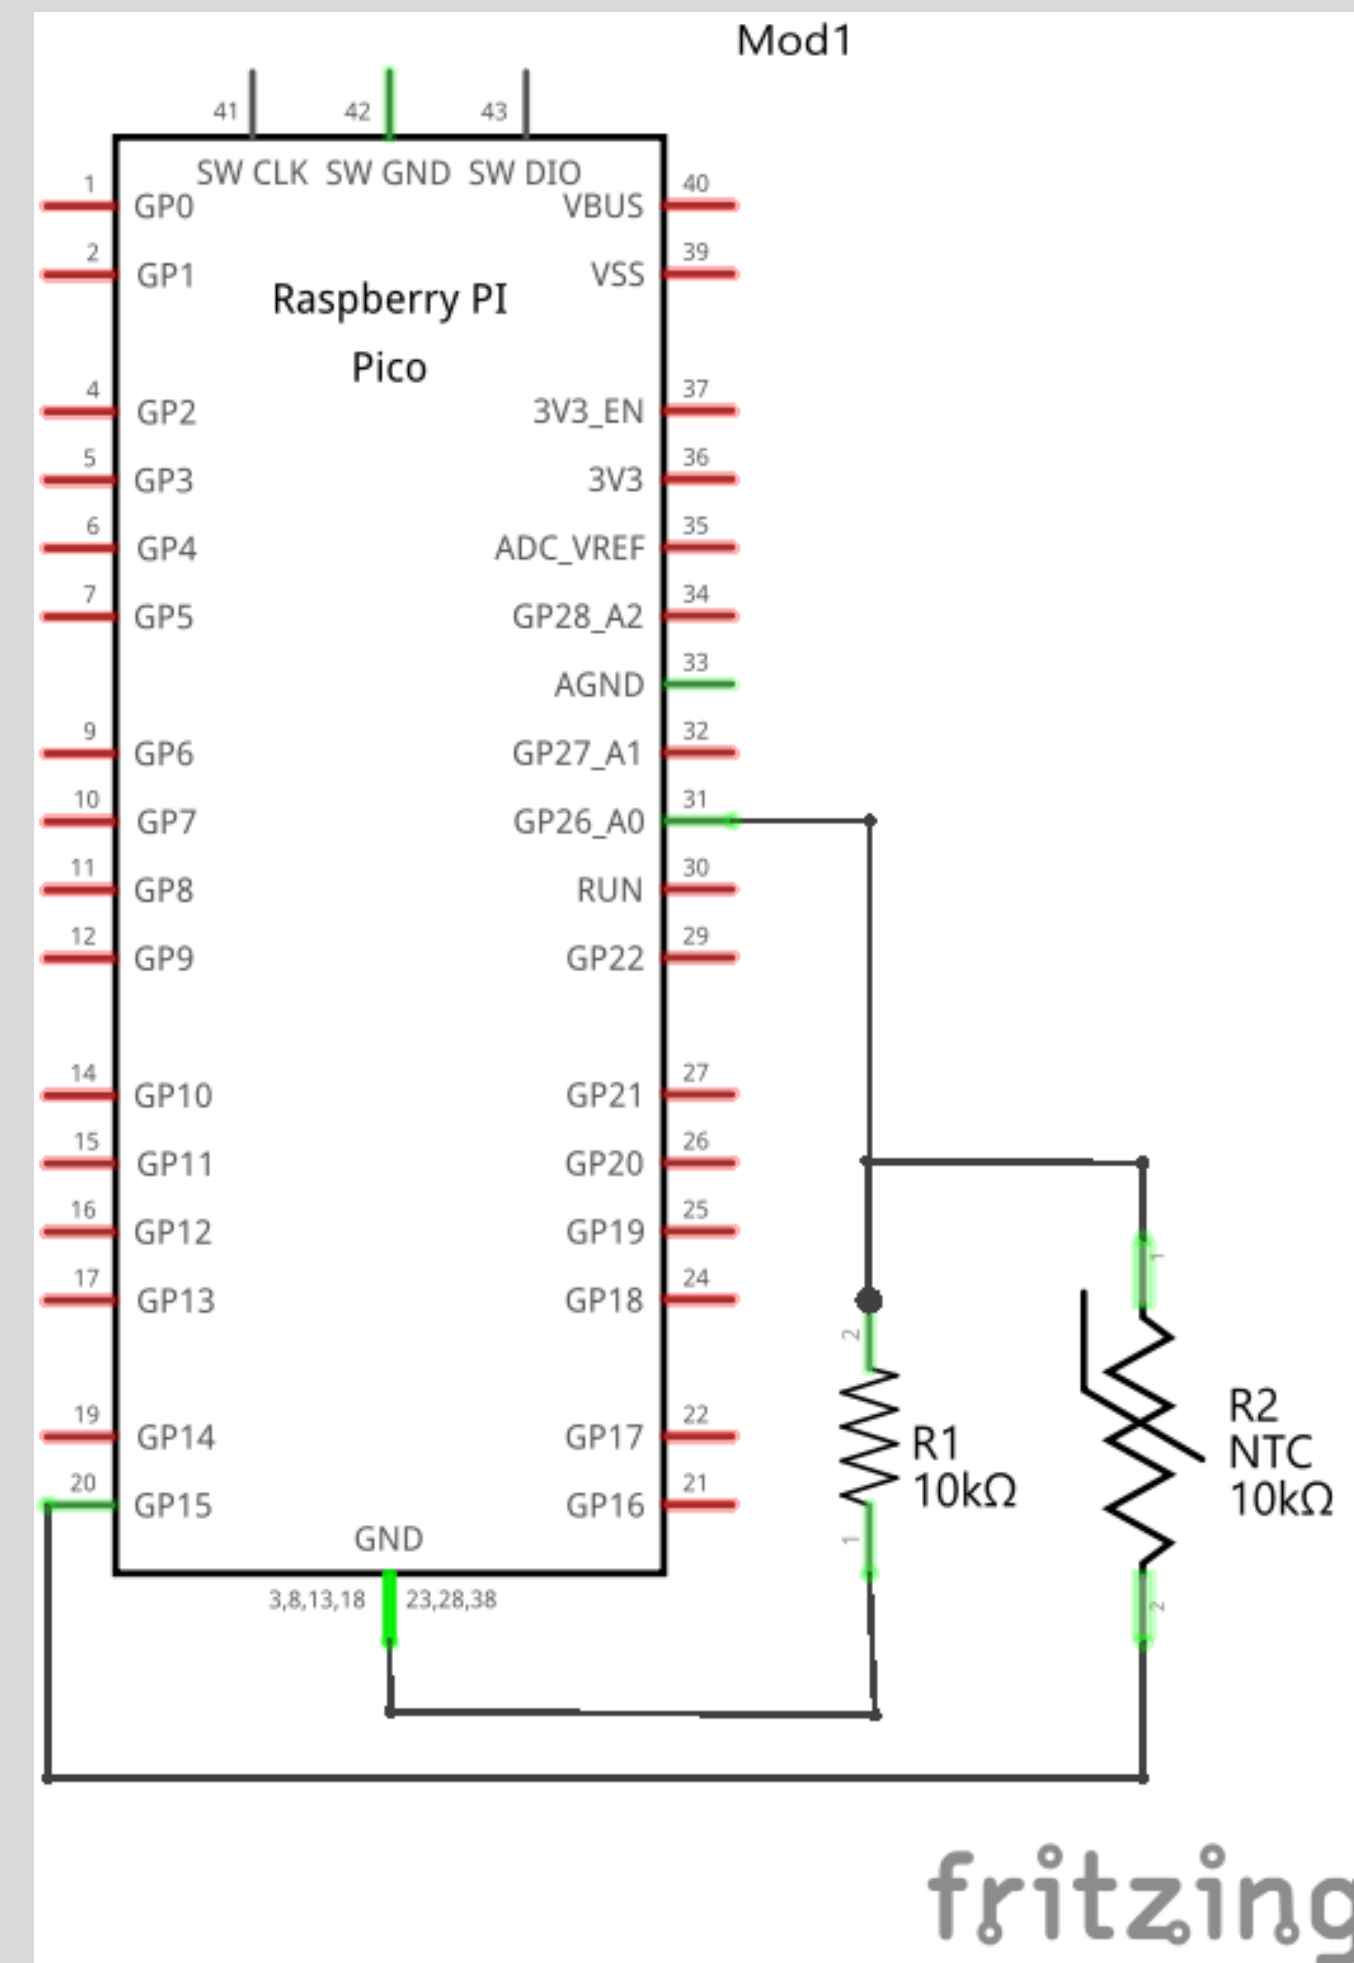 Mod1
41
42
43
SW CLK
SW GND
SW DIO
1
GP0
VBUS
40
2
GP1
VSS
39
Raspberry PI
Pico
4
GP2
3V3_EN
37
5
GP3
3V3
36
6
GP4
ADC_VREF
35
7
GP5
GP28_A2
34
AGND
33
9
GP6
GP27_A1
32
10
GP7
GP26_A0
31
11
GP8
RUN
30
12
GP9
GP22
29
14
GP10
GP21
27
15
GP11
GP20
26
16
GP12
GP19
25
1
17
GP13
GP18
24
2
19
GP14
GP17
22
R1
10kΩ
R2
NTC
10kΩ
20
GP15
GP16
21
1
GND
3,8,13,18
23,28,38
2
fritzing